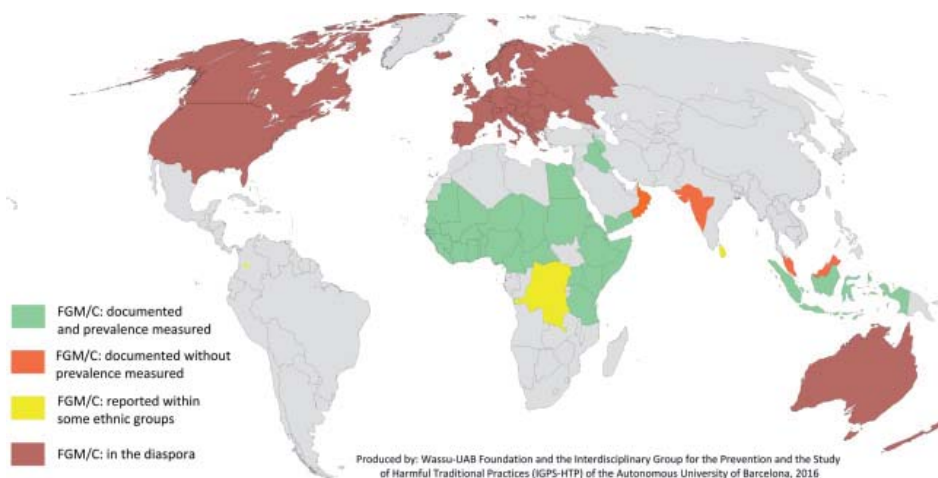 FGM/C: documented
and prevalence measured
FGM/C: documented without
prevalence measured
FGM/C: reported within
some ethnic groups
FGM/C: in the diaspora
Produced by: Wassu-UAB Foundation and the Interdisciplinary Group for the Prevention and the Study
of Harmful Traditional Practices (IGPS-HTP) of the Autonomous University of Barcelona, 2016